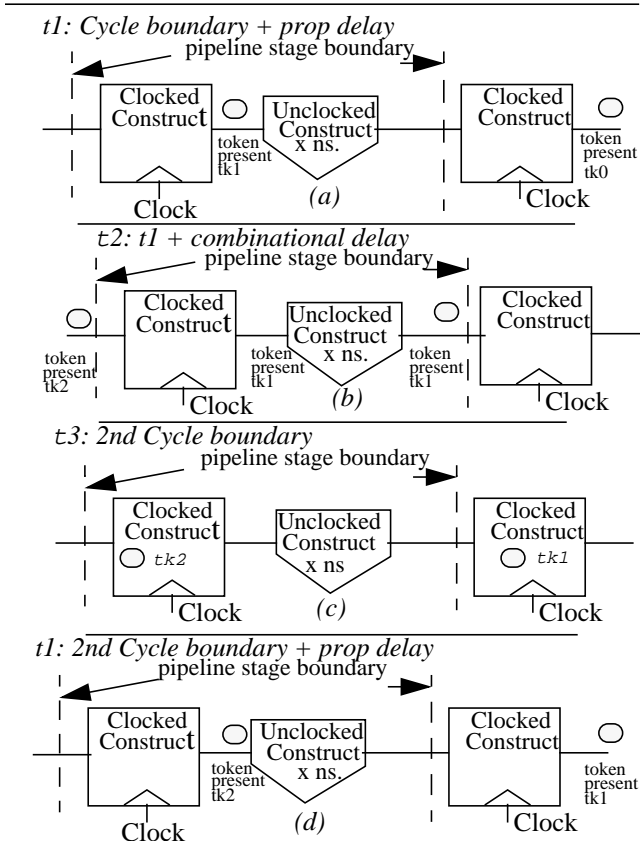 t1: Cycle boundary + prop delay
pipeline stage boundary
Clocked
Construct
Unclocked
Construct
x ns.
Clocked
Construct
token
present
tk1
token
present
tk0
Clock
(a)
Clock
t2: t1 + combinational delay
pipeline stage boundary
Clocked
Construct
Unclocked
Construct
x ns.
Clocked
Construct
token
present
tk2
token
present
tk1
token
present
tk1
Clock
(b)
Clock
t3: 2nd Cycle boundary
pipeline stage boundary
Clocked
Construct
tk2
Unclocked
Construct
x ns
Clocked
Construct
tk1
Clock
(c)
Clock
t1: 2nd Cycle boundary + prop delay
pipeline stage boundary
Clocked
Construct
Unclocked
Construct
x ns.
Clocked
Construct
token
present
tk2
token
present
tk1
Clock
(d)
Clock